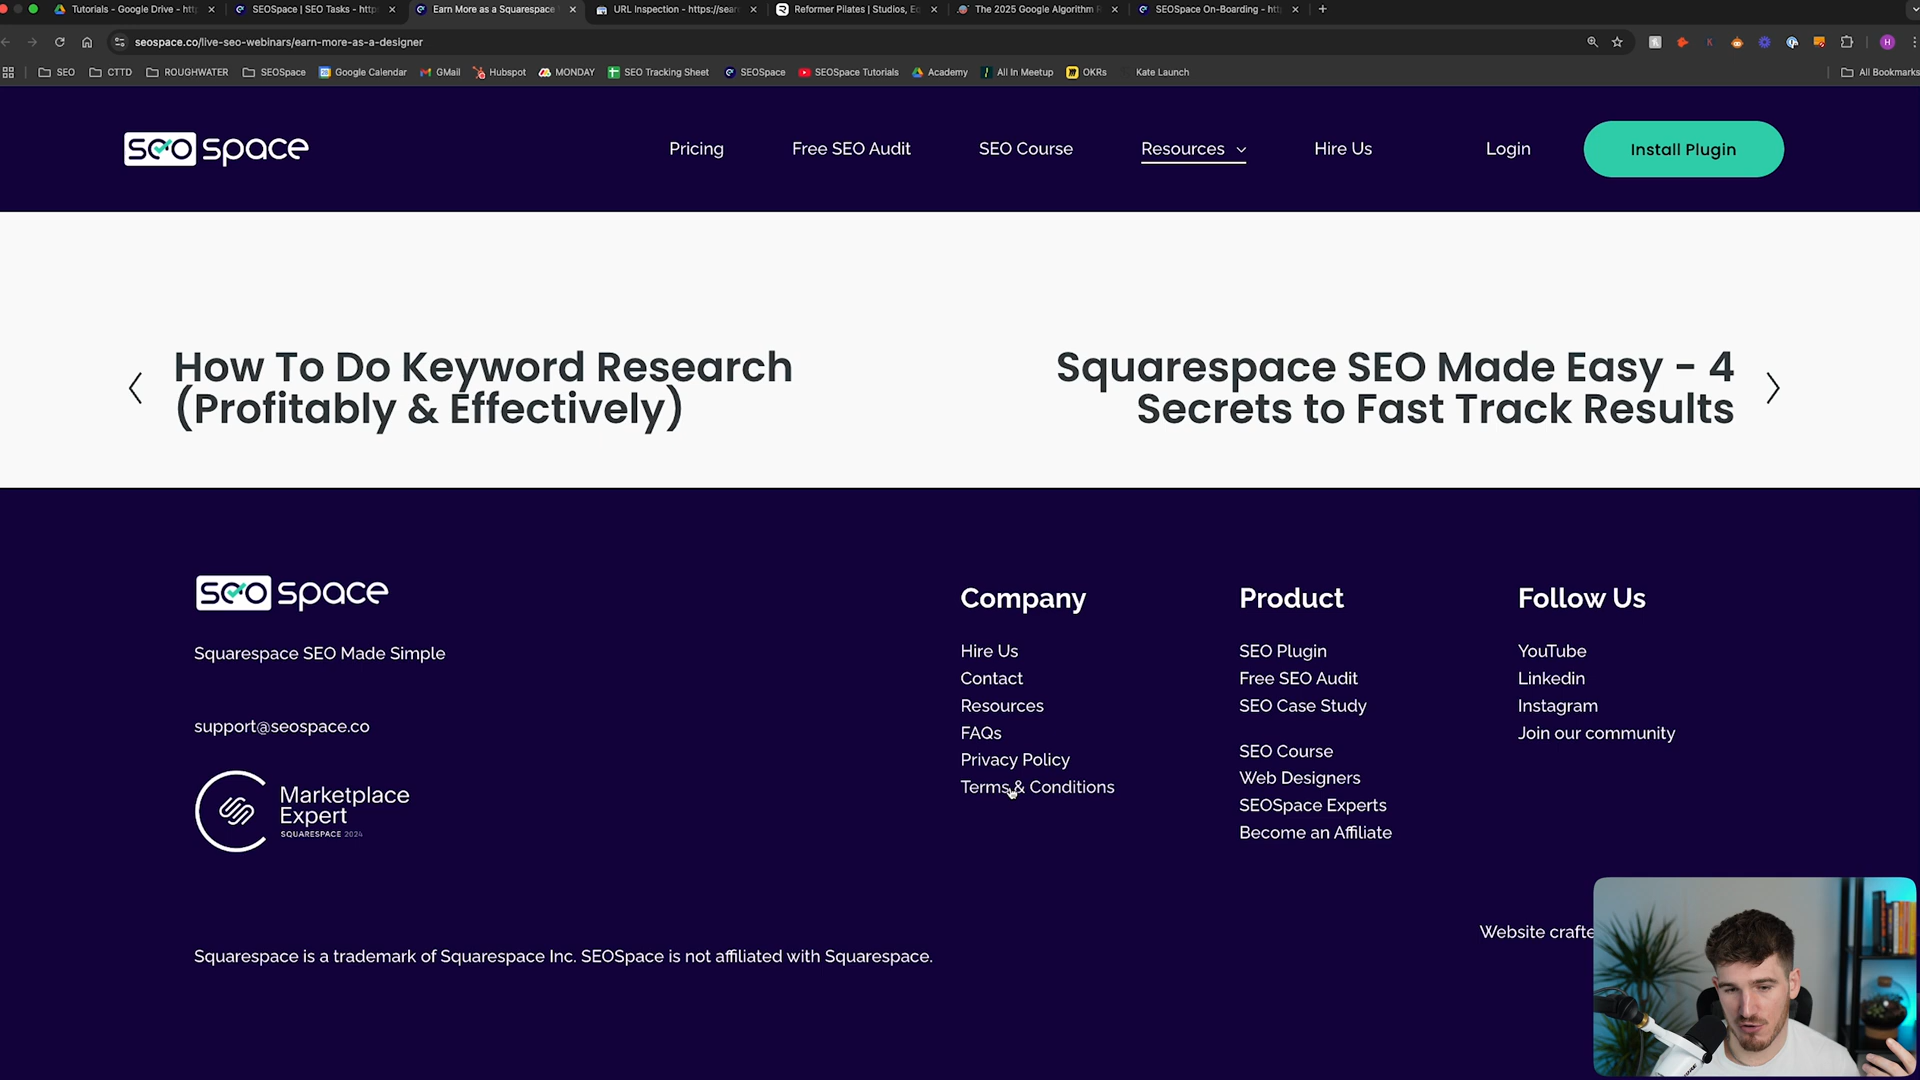 Tutorials - Google Drive - htt
SEOSpace | SEO Tasks - https
Earn More as a Squarespace
URL Inspection - https://sear
Reformer Pilates | Studios, E
The 2025 Google Algorithm
SEOSpace On-Boarding - htt
seospace.co/live-seo-webinars/earn-more-as-a-designer
SEO
CTTD
ROUGHWATER
SEOSpace
Google Calendar
GMail
Hubspot
MONDAY
SEO Tracking Sheet
SEOSpace
SEOSpace Tutorials
Academy
All In Meetup
OKRs
Kate Launch
All Bookmarks
seo space
Pricing
Free SEO Audit
SEO Course
Resources
Hire Us
Login
Install Plugin
How To Do Keyword Research
(Profitably & Effectively)
Squarespace SEO Made Easy - 4
Secrets to Fast Track Results
seo space
Squarespace SEO Made Simple
support@seospace.co
Marketplace
Expert
SQUARESPACE 2024
Company
Hire Us
Contact
Resources
FAQs
Privacy Policy
Terms & Conditions
Product
SEO Plugin
Free SEO Audit
SEO Case Study
SEO Course
Web Designers
SEOSpace Experts
Become an Affiliate
Follow Us
YouTube
Linkedin
Instagram
Join our community
Website crafte
Squarespace is a trademark of Squarespace Inc. SEOSpace is not affiliated with Squarespace.